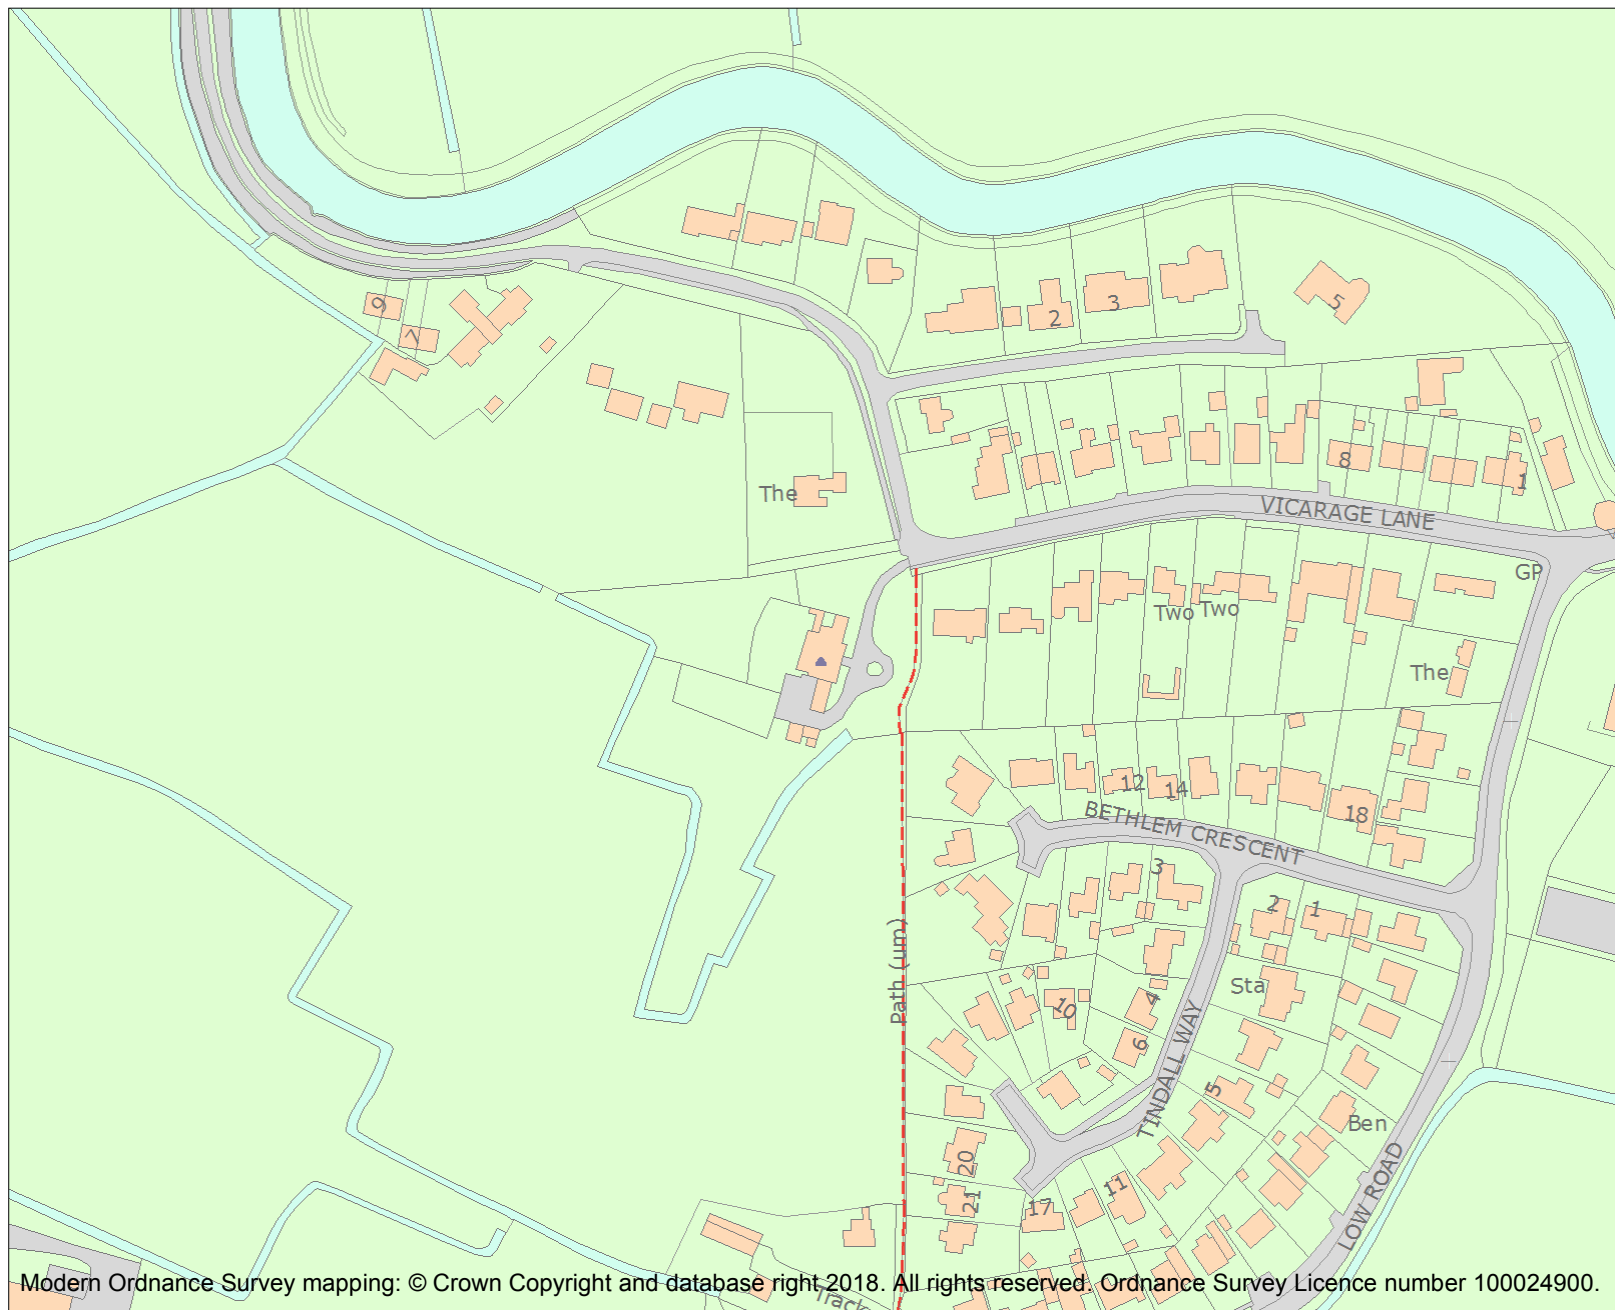 2
3
5
9
7
The
8
1
VICARAGE LANE
GP
Two Two
The
12
14
18
BETHLEM CRESCENT
3
2
1
Path (um)
Sta
10
4
6
TINDALL WAY
5
Ben
20
21
17
11
LOW ROAD
Track
Modern Ordnance Survey mapping: © Crown Copyright and database right 2018. All rights reserved. Ordnance Survey Licence number 100024900.